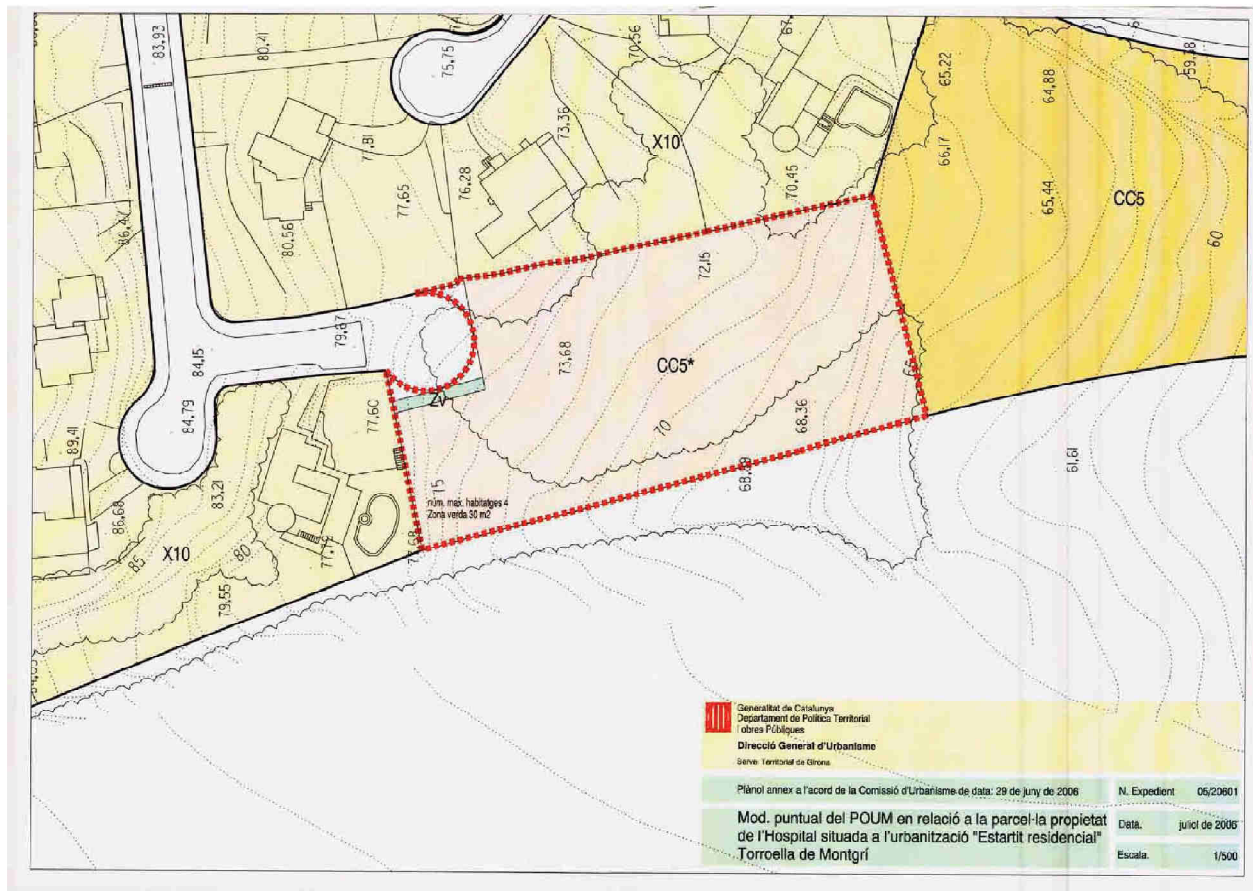 83.93
80.41
75.75
70.56
67.
65.22
64.88
59.38
77.81
73.36
X10
66.17
76.28
77.65
70.45
65.44
CC5
86.4
80.56
60
72.15
79.87
84.15
73.68
CC5*
ZV
84.79
77.60
70
68.36
89.41
61.61
83.21
75
núm. max. habitatges 4
Zona verda 30 m2
86.68
X10
85
80
79.55
Generalitat de Catalunya
Departament de Política Territorial
i obres Públiques
Direcció General d'Urbanisme
Servei Territorial de Girona
Plànol annex a l'acord de la Comissió d'Urbanisme de data: 29 de juny de 2006
N. Expedient 05/20601
Mod. puntual del POUM en relació a la parcel·la propietat
de l'Hospital situada a l'urbanització "Estartit residencial"
Torroella de Montgrí
Data. juliol de 2006
Escala. 1/500